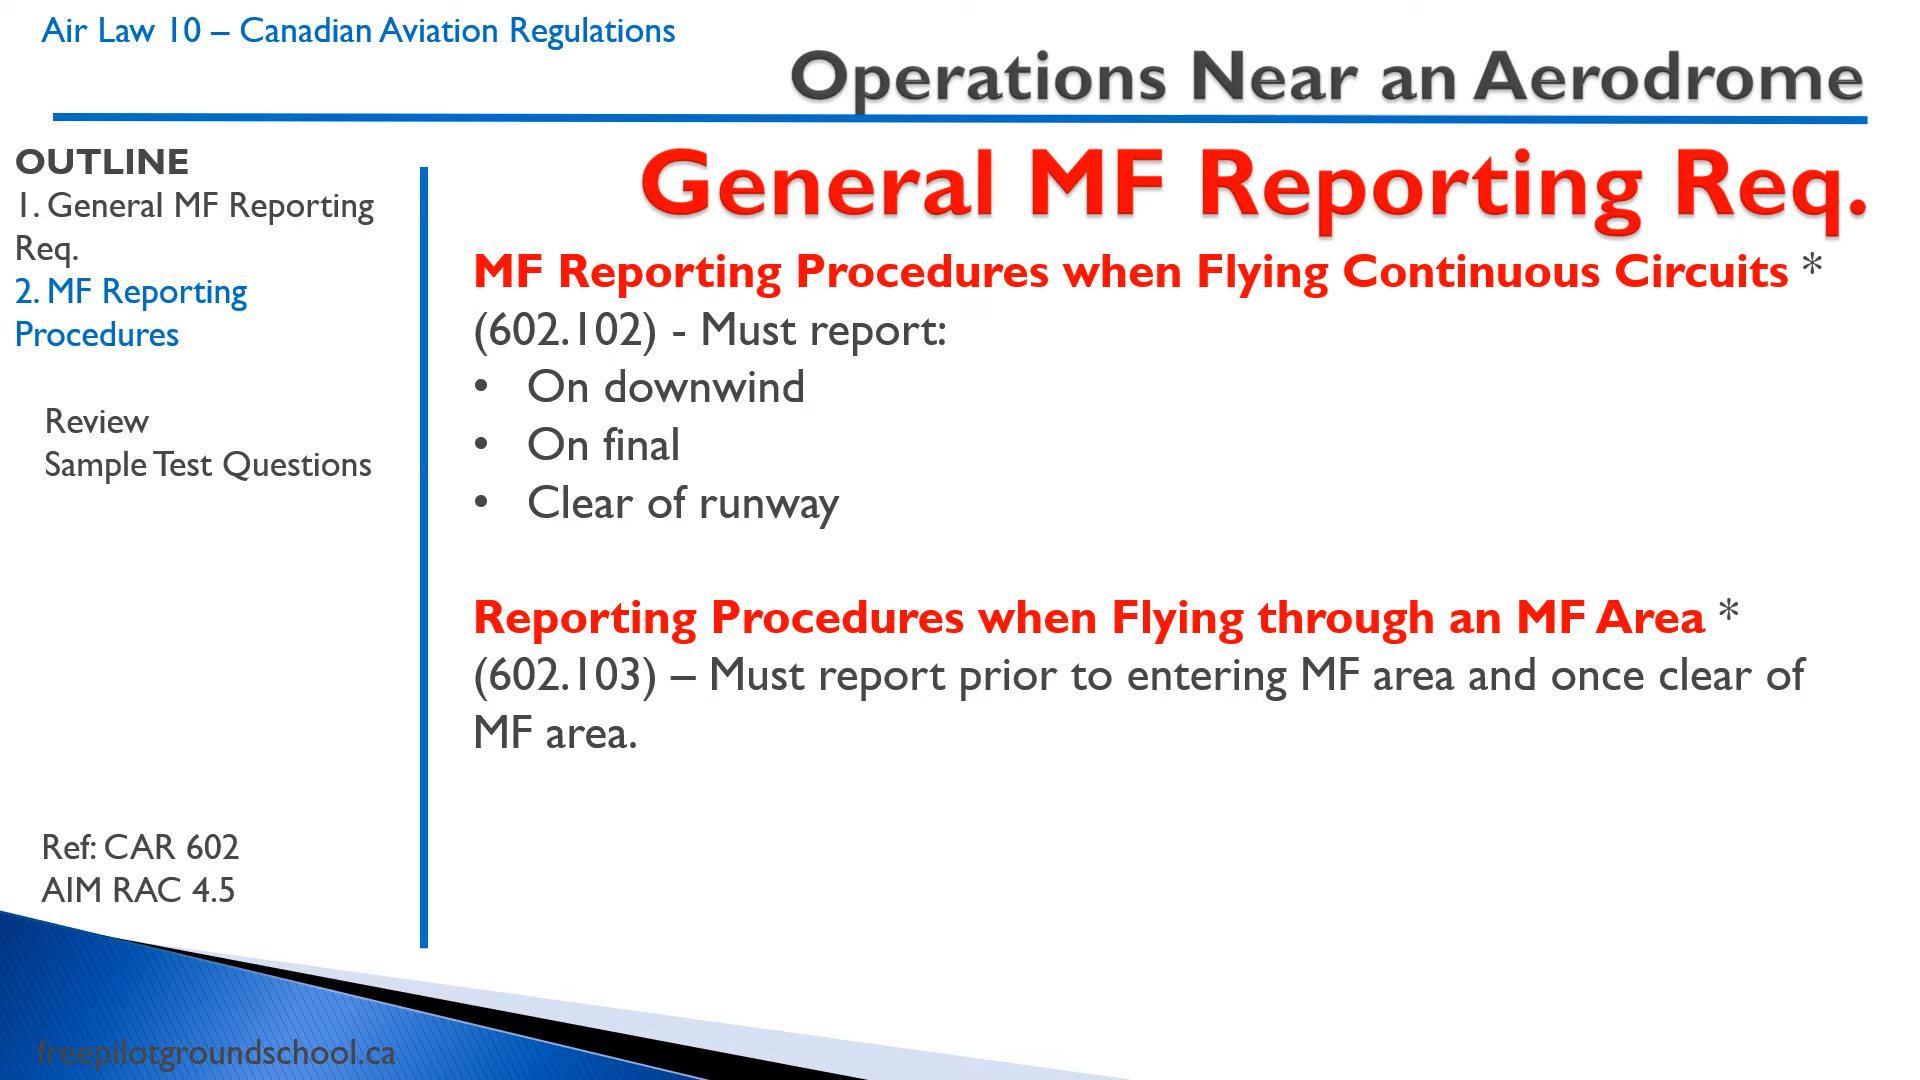 Air Law 10 – Canadian Aviation Regulations
Operations Near an Aerodrome
OUTLINE
1. General MF Reporting
Req.
2. MF Reporting
Procedures
Review
Sample Test Questions
Ref: CAR 602
AIM RAC 4.5
General MF Reporting Req.
MF Reporting Procedures when Flying Continuous Circuits *
(602.102) - Must report:
• On downwind
• On final
• Clear of runway
Reporting Procedures when Flying through an MF Area *
(602.103) – Must report prior to entering MF area and once clear of
MF area.
freepilotgroundschool.ca